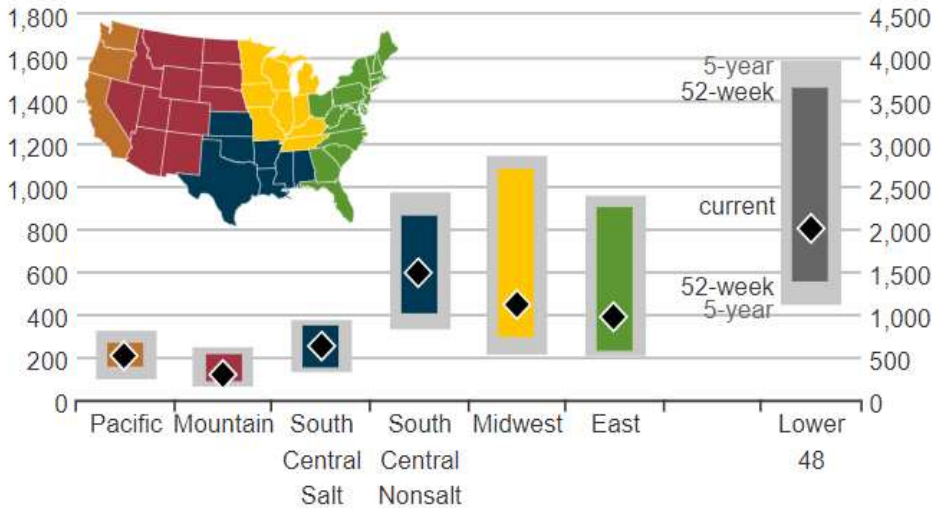 1,800
1,600
1,400
1,200
1,000
800
600
400
200
0
4,500
4,000
3,500
3,000
2,500
2,000
1,500
1,000
500
0
5-year
52-week
current
52-week
5-year
Pacific
Mountain
South
Central
Salt
South
Central
Nonsalt
Midwest
East
Lower
48